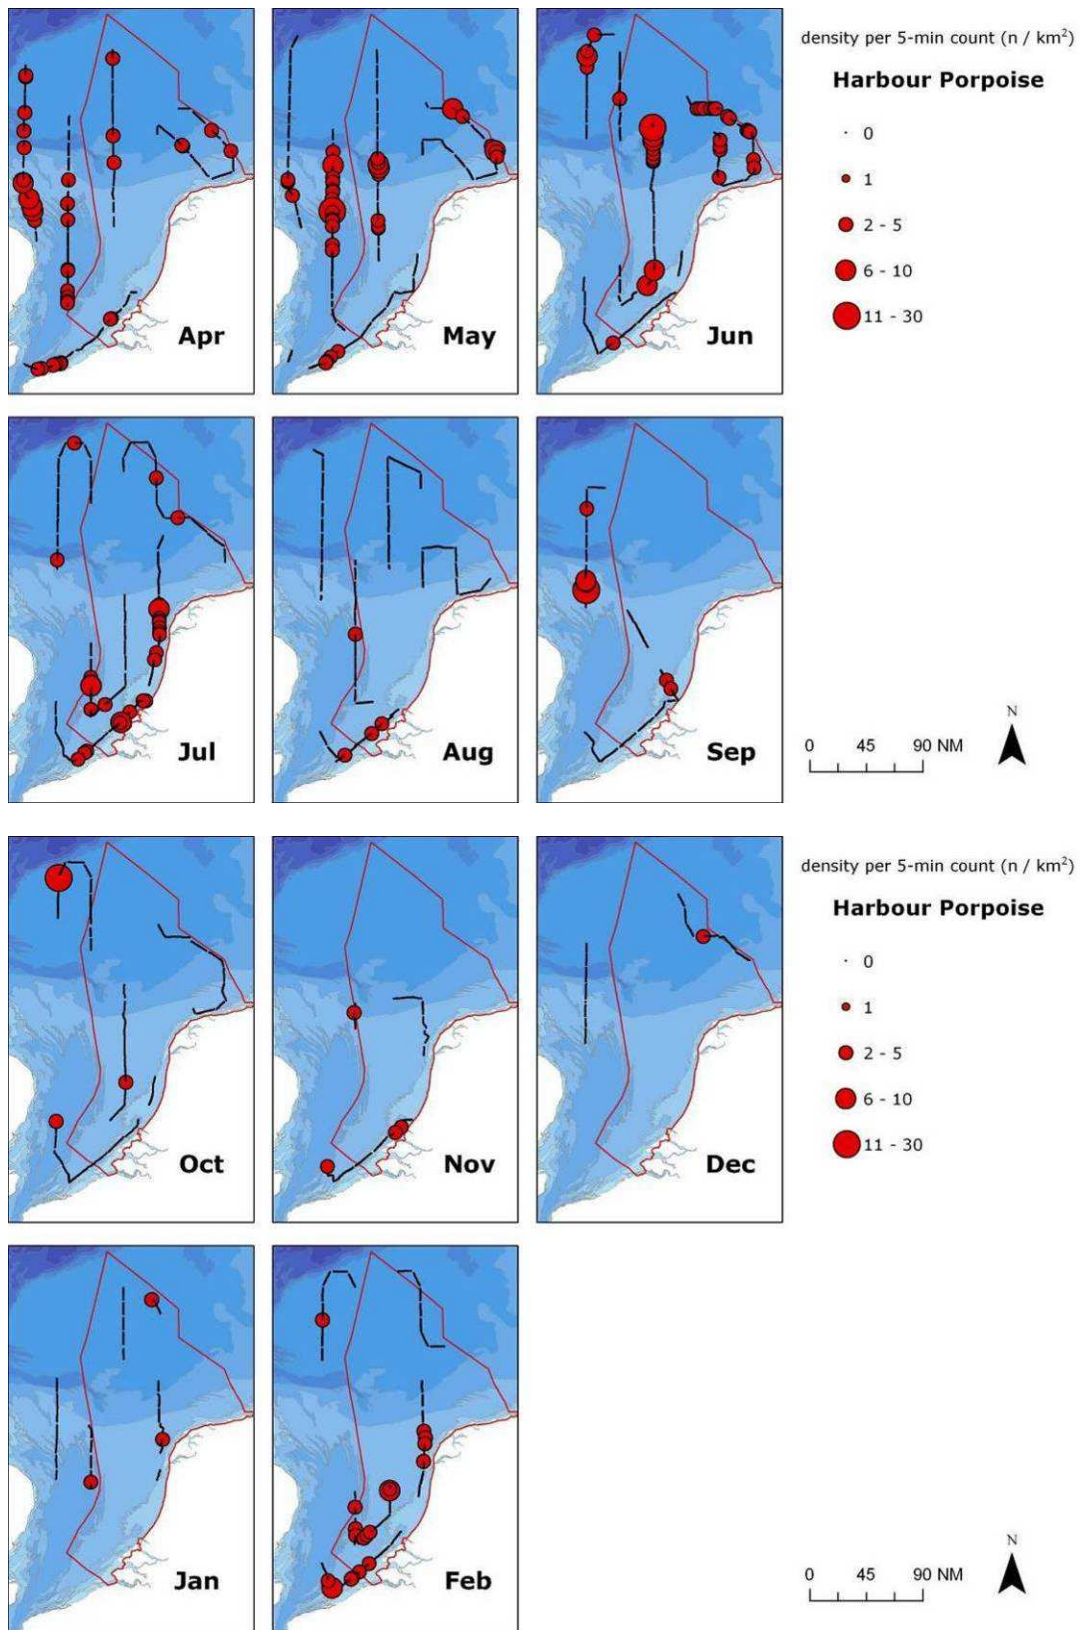 density per 5-min count (n / km²)
Harbour Porpoise
0
1
2 - 5
6 - 10
11 - 30
Apr
May
Jun
Jul
Aug
Sep
N
0 45 90 NM
density per 5-min count (n / km²)
Harbour Porpoise
0
1
2 - 5
6 - 10
11 - 30
Oct
Nov
Dec
Jan
Feb
N
0 45 90 NM